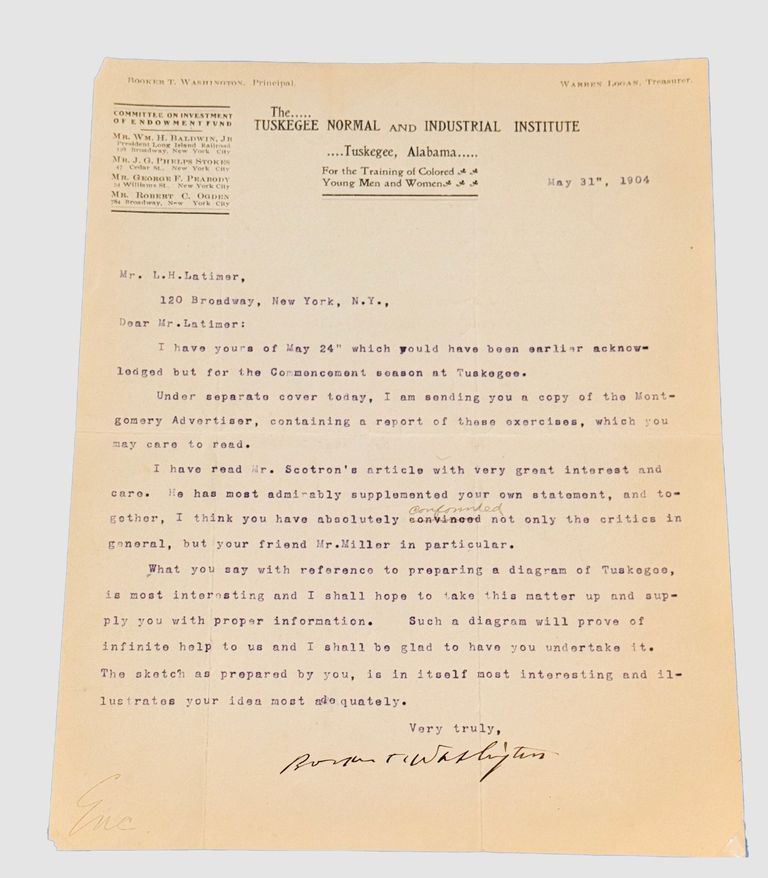 BOOKER T. WASHINGTON, Principal.
WARREN LOGAN, Treasurer.
COMMITTEE ON INVESTMENT
OF ENDOWMENT FUND
MR. WM. H. BALDWIN, JR
President Long Island Railroad
128 Broadway, New York City
MR. J. G. PHELPS STOKES
47 Cedar St., New York City
MR. GEORGE F. PEABODY
54 Williams St., New York City
MR. ROBERT C. OGDEN
784 Broadway, New York City
The.....
TUSKEGEE NORMAL AND INDUSTRIAL INSTITUTE
....Tuskegee, Alabama.....
For the Training of Colored
Young Men and Women
May 31", 1904
Mr. L.H.Latimer,
120 Broadway, New York, N.Y.,
Dear Mr.Latimer:
I have yours of May 24" which would have been earlier acknow-
ledged but for the Commencement season at Tuskegee.
Under separate cover today, I am sending you a copy of the Mont-
gomery Advertiser, containing a report of these exercises, which you
may care to read.
I have read Mr. Scotron's article with very great interest and
care. He has most admirably supplemented your own statement, and to-
confounded
gether, I think you have absolutely convinced not only the critics in
general, but your friend Mr.Miller in particular.
What you say with reference to preparing a diagram of Tuskegee,
is most interesting and I shall hope to take this matter up and sup-
ply you with proper information. Such a diagram will prove of
infinite help to us and I shall be glad to have you undertake it.
The sketch as prepared by you, is in itself most interesting and il-
lustrates your idea most adequately.
Very truly,
Booker T. Washington
Enc.